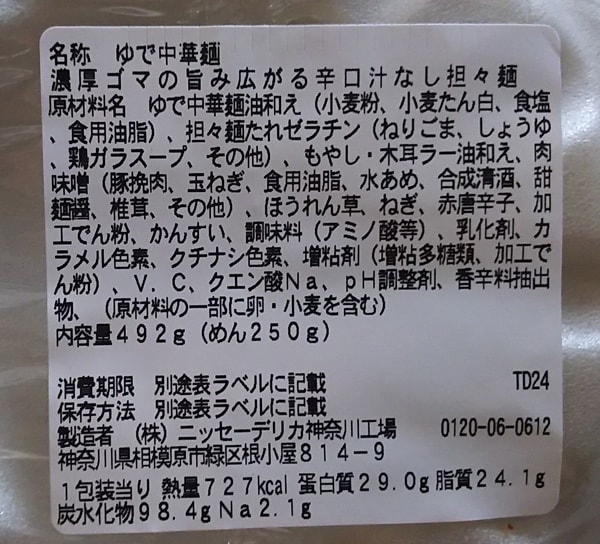 名称　ゆで中華麺
濃厚ゴマの旨み広がる辛口汁なし担々麺
原材料名　ゆで中華麺油和え（小麦粉、小麦たん白、食塩
、食用油脂）、担々麺たれゼラチン（ねりごま、しょうゆ
、鶏ガラスープ、その他）、もやし・木耳ラー油和え、肉
味噌（豚挽肉、玉ねぎ、食用油脂、水あめ、合成清酒、甜
麺醤、椎茸、その他）、ほうれん草、ねぎ、赤唐辛子、加
工でん粉、かんすい、調味料（アミノ酸等）、乳化剤、カ
ラメル色素、クチナシ色素、増粘剤（増粘多糖類、加工で
ん粉）、Ｖ．Ｃ、クエン酸Ｎａ、ｐＨ調整剤、香辛料抽出
物、（原材料の一部に卵・小麦を含む）
内容量４９２ｇ（めん２５０ｇ）
消費期限　別途表ラベルに記載　TD24
保存方法　別途表ラベルに記載
製造者　（株）ニッセーデリカ神奈川工場　0120-06-0612
神奈川県相模原市緑区根小屋８１４－９
１包装当り 熱量７２７kcal 蛋白質２９.０ｇ脂質２４.１ｇ
炭水化物９８.４ｇＮａ２.１ｇ